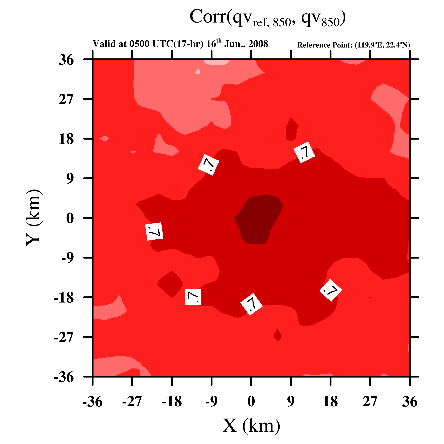 Corr(qv_ref, 850, qv_850)
Valid at 0500 UTC(17-hr) 16th Jun., 2008 Reference Point: (119.9°E, 22.4°N)
36
27
18
9
0
-9
-18
-27
-36
Y (km)
.7 .7
.7
.7 .7 .7
-36 -27 -18 -9 0 9 18 27 36
X (km)